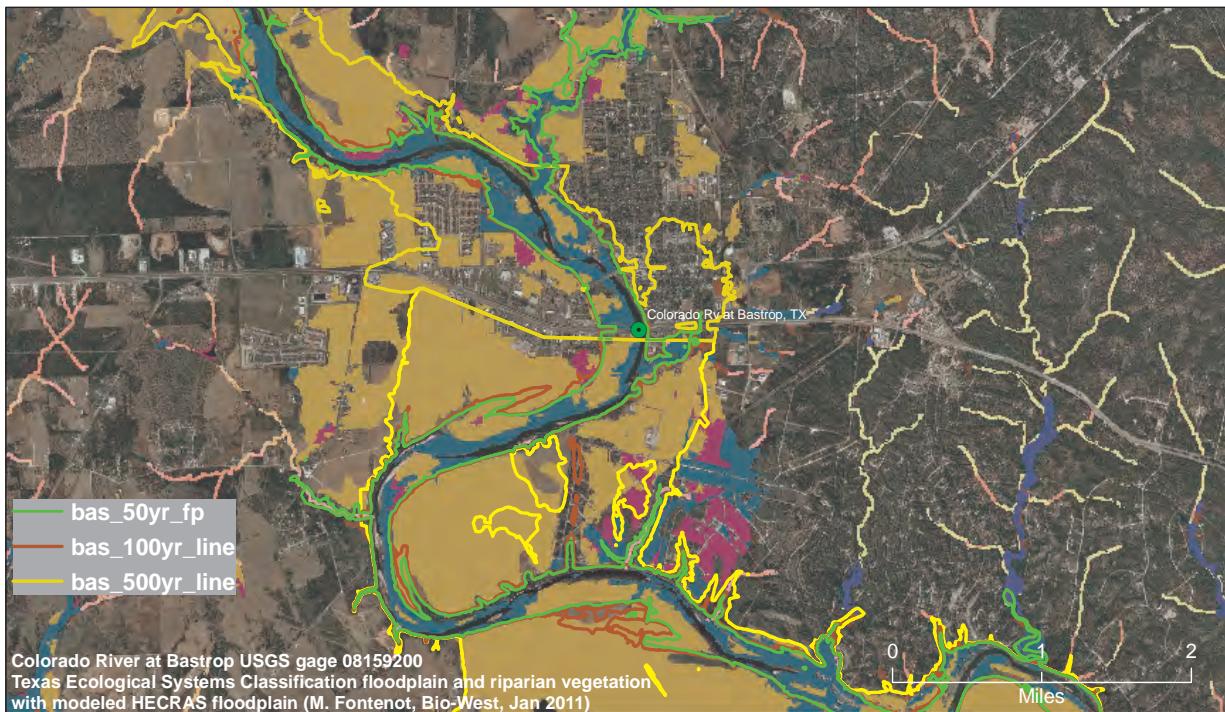 Colorado Rv at Bastrop, TX
bas_50yr_fp
bas_100yr_line
bas_500yr_line
0 1 2
Miles
Colorado River at Bastrop USGS gage 08159200
Texas Ecological Systems Classification floodplain and riparian vegetation
with modeled HECRAS floodplain (M. Fontenot, Bio-West, Jan 2011)